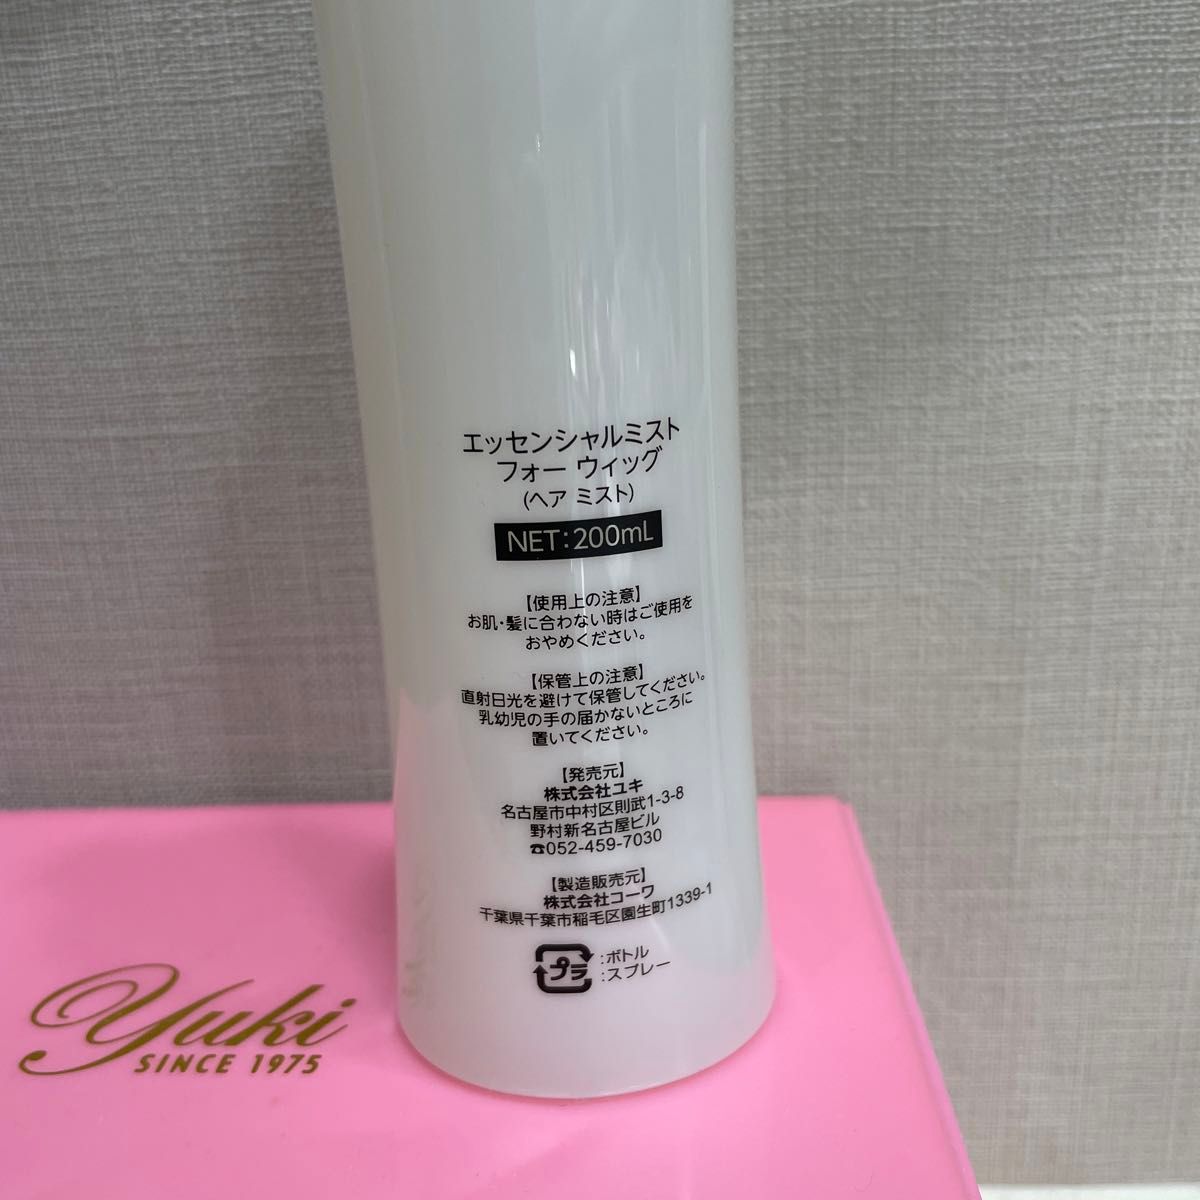 エッセンシャルミスト
フォー ウィッグ
(ヘア ミスト)
NET:200mL
【使用上の注意】
お肌・髪に合わない時はご使用を
おやめください。
【保管上の注意】
直射日光を避けて保管してください。
乳幼児の手の届かないところに
置いてください。
【発売元】
株式会社ユキ
名古屋市中村区則武1-3-8
野村新名古屋ビル
☎052-459-7030
【製造販売元】
株式会社コーワ
千葉県千葉市稲毛区園生町1339-1
プラ
:ボトル
:スプレー
Yuki
SINCE 1975